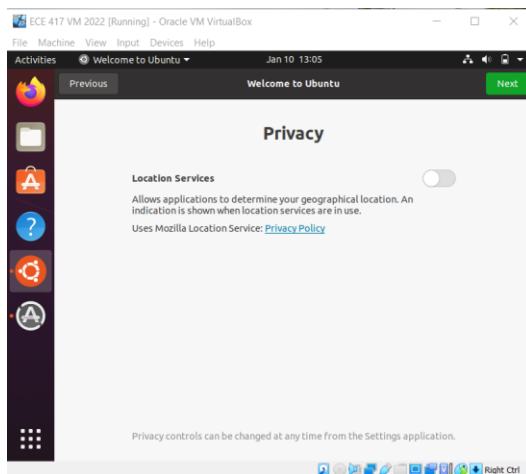 ECE 417 VM 2022 [Running] - Oracle VM VirtualBox
File Machine View Input Devices Help
Activities Welcome to Ubuntu Jan 10 13:05
Previous Welcome to Ubuntu Next
Privacy
Location Services
Allows applications to determine your geographical location. An
indication is shown when location services are in use.
Uses Mozilla Location Service: Privacy Policy
Privacy controls can be changed at any time from the Settings application.
Right Ctrl